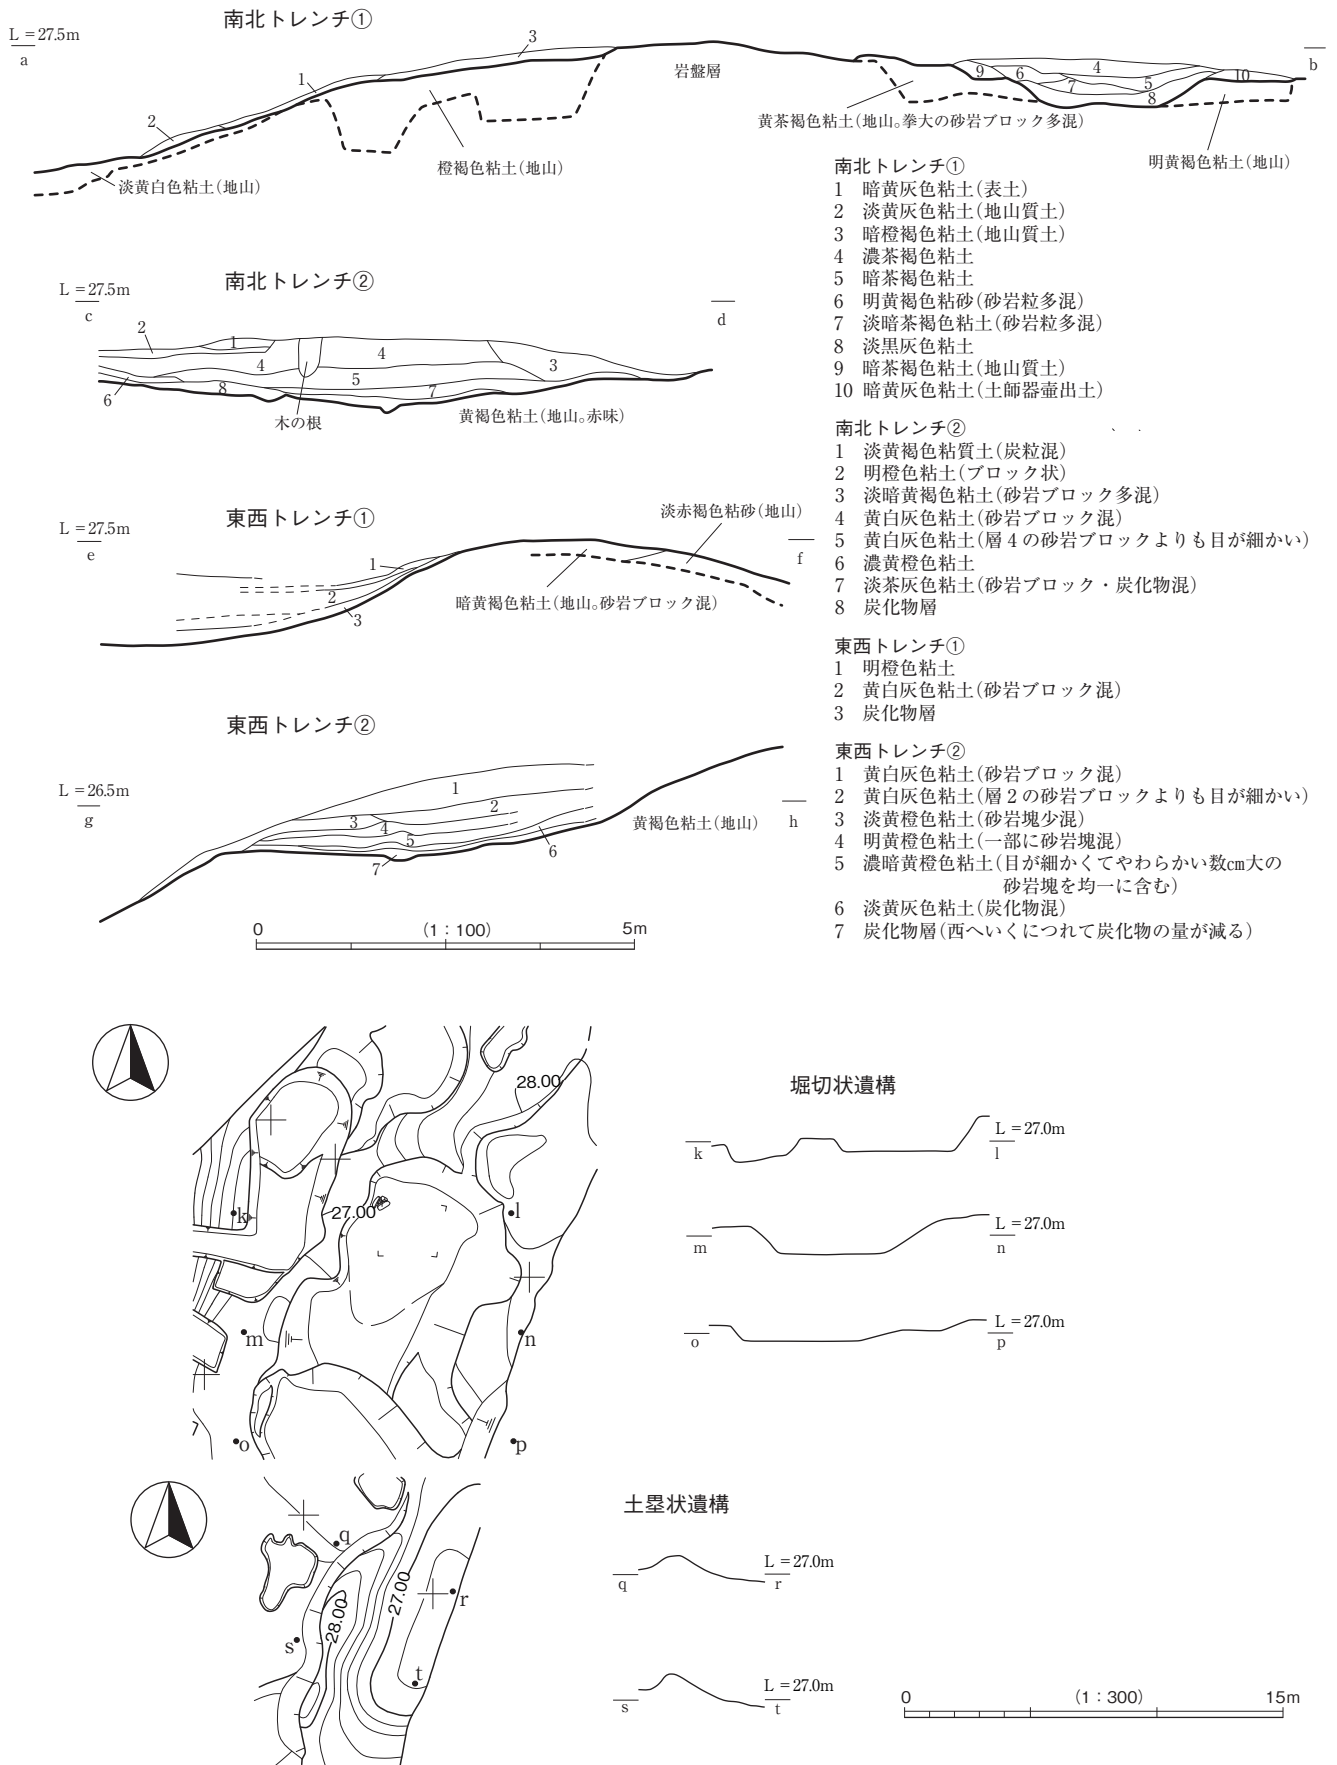 南北トレンチ①
L＝27.5m
a
b
1
2
3
4
5
6
7
8
9
10
岩盤層
黄茶褐色粘土（地山。拳大の砂岩ブロック多混）
橙褐色粘土（地山）
明黄褐色粘土（地山）
淡黄白色粘土（地山）
南北トレンチ①
1　暗黄灰色粘土（表土）
2　淡黄灰色粘土（地山質土）
3　暗橙褐色粘土（地山質土）
4　濃茶褐色粘土
5　暗茶褐色粘土
6　明黄褐色粘砂（砂岩粒多混）
7　淡暗茶褐色粘土（砂岩粒多混）
8　淡黒灰色粘土
9　暗茶褐色粘土（地山質土）
10　暗黄灰色粘土（土師器壷出土）
南北トレンチ②
L＝27.5m
c
d
2
1
4
4
3
5
6
8
7
木の根
黄褐色粘土（地山。赤味）
南北トレンチ②
1　淡黄褐色粘質土（炭粒混）
2　明橙色粘土（ブロック状）
3　淡暗黄褐色粘土（砂岩ブロック多混）
4　黄白灰色粘土（砂岩ブロック混）
5　黄白灰色粘土（層４の砂岩ブロックよりも目が細かい）
6　濃黄橙色粘土
7　淡茶灰色粘土（砂岩ブロック・炭化物混）
8　炭化物層
東西トレンチ①
L＝27.5m
e
f
1
2
3
淡赤褐色粘砂（地山）
暗黄褐色粘土（地山。砂岩ブロック混）
東西トレンチ①
1　明橙色粘土
2　黄白灰色粘土（砂岩ブロック混）
3　炭化物層
東西トレンチ②
L＝26.5m
g
h
1
2
3
4
5
6
7
黄褐色粘土（地山）
東西トレンチ②
1　黄白灰色粘土（砂岩ブロック混）
2　黄白灰色粘土（層２の砂岩ブロックよりも目が細かい）
3　淡黄橙色粘土（砂岩塊少混）
4　明黄橙色粘土（一部に砂岩塊混）
5　濃暗黄橙色粘土（目が細かくてやわらかい数㎝大の
砂岩塊を均一に含む）
6　淡黄灰色粘土（炭化物混）
7　炭化物層（西へいくにつれて炭化物の量が減る）
0　（1：100）　5m
28.00
27.00
k
l
m
n
o
p
堀切状遺構
k　L＝27.0m　l
m　L＝27.0m　n
o　L＝27.0m　p
q
r
s
t
28.00
27.00
土塁状遺構
q　L＝27.0m　r
s　L＝27.0m　t
0　（1：300）　15m